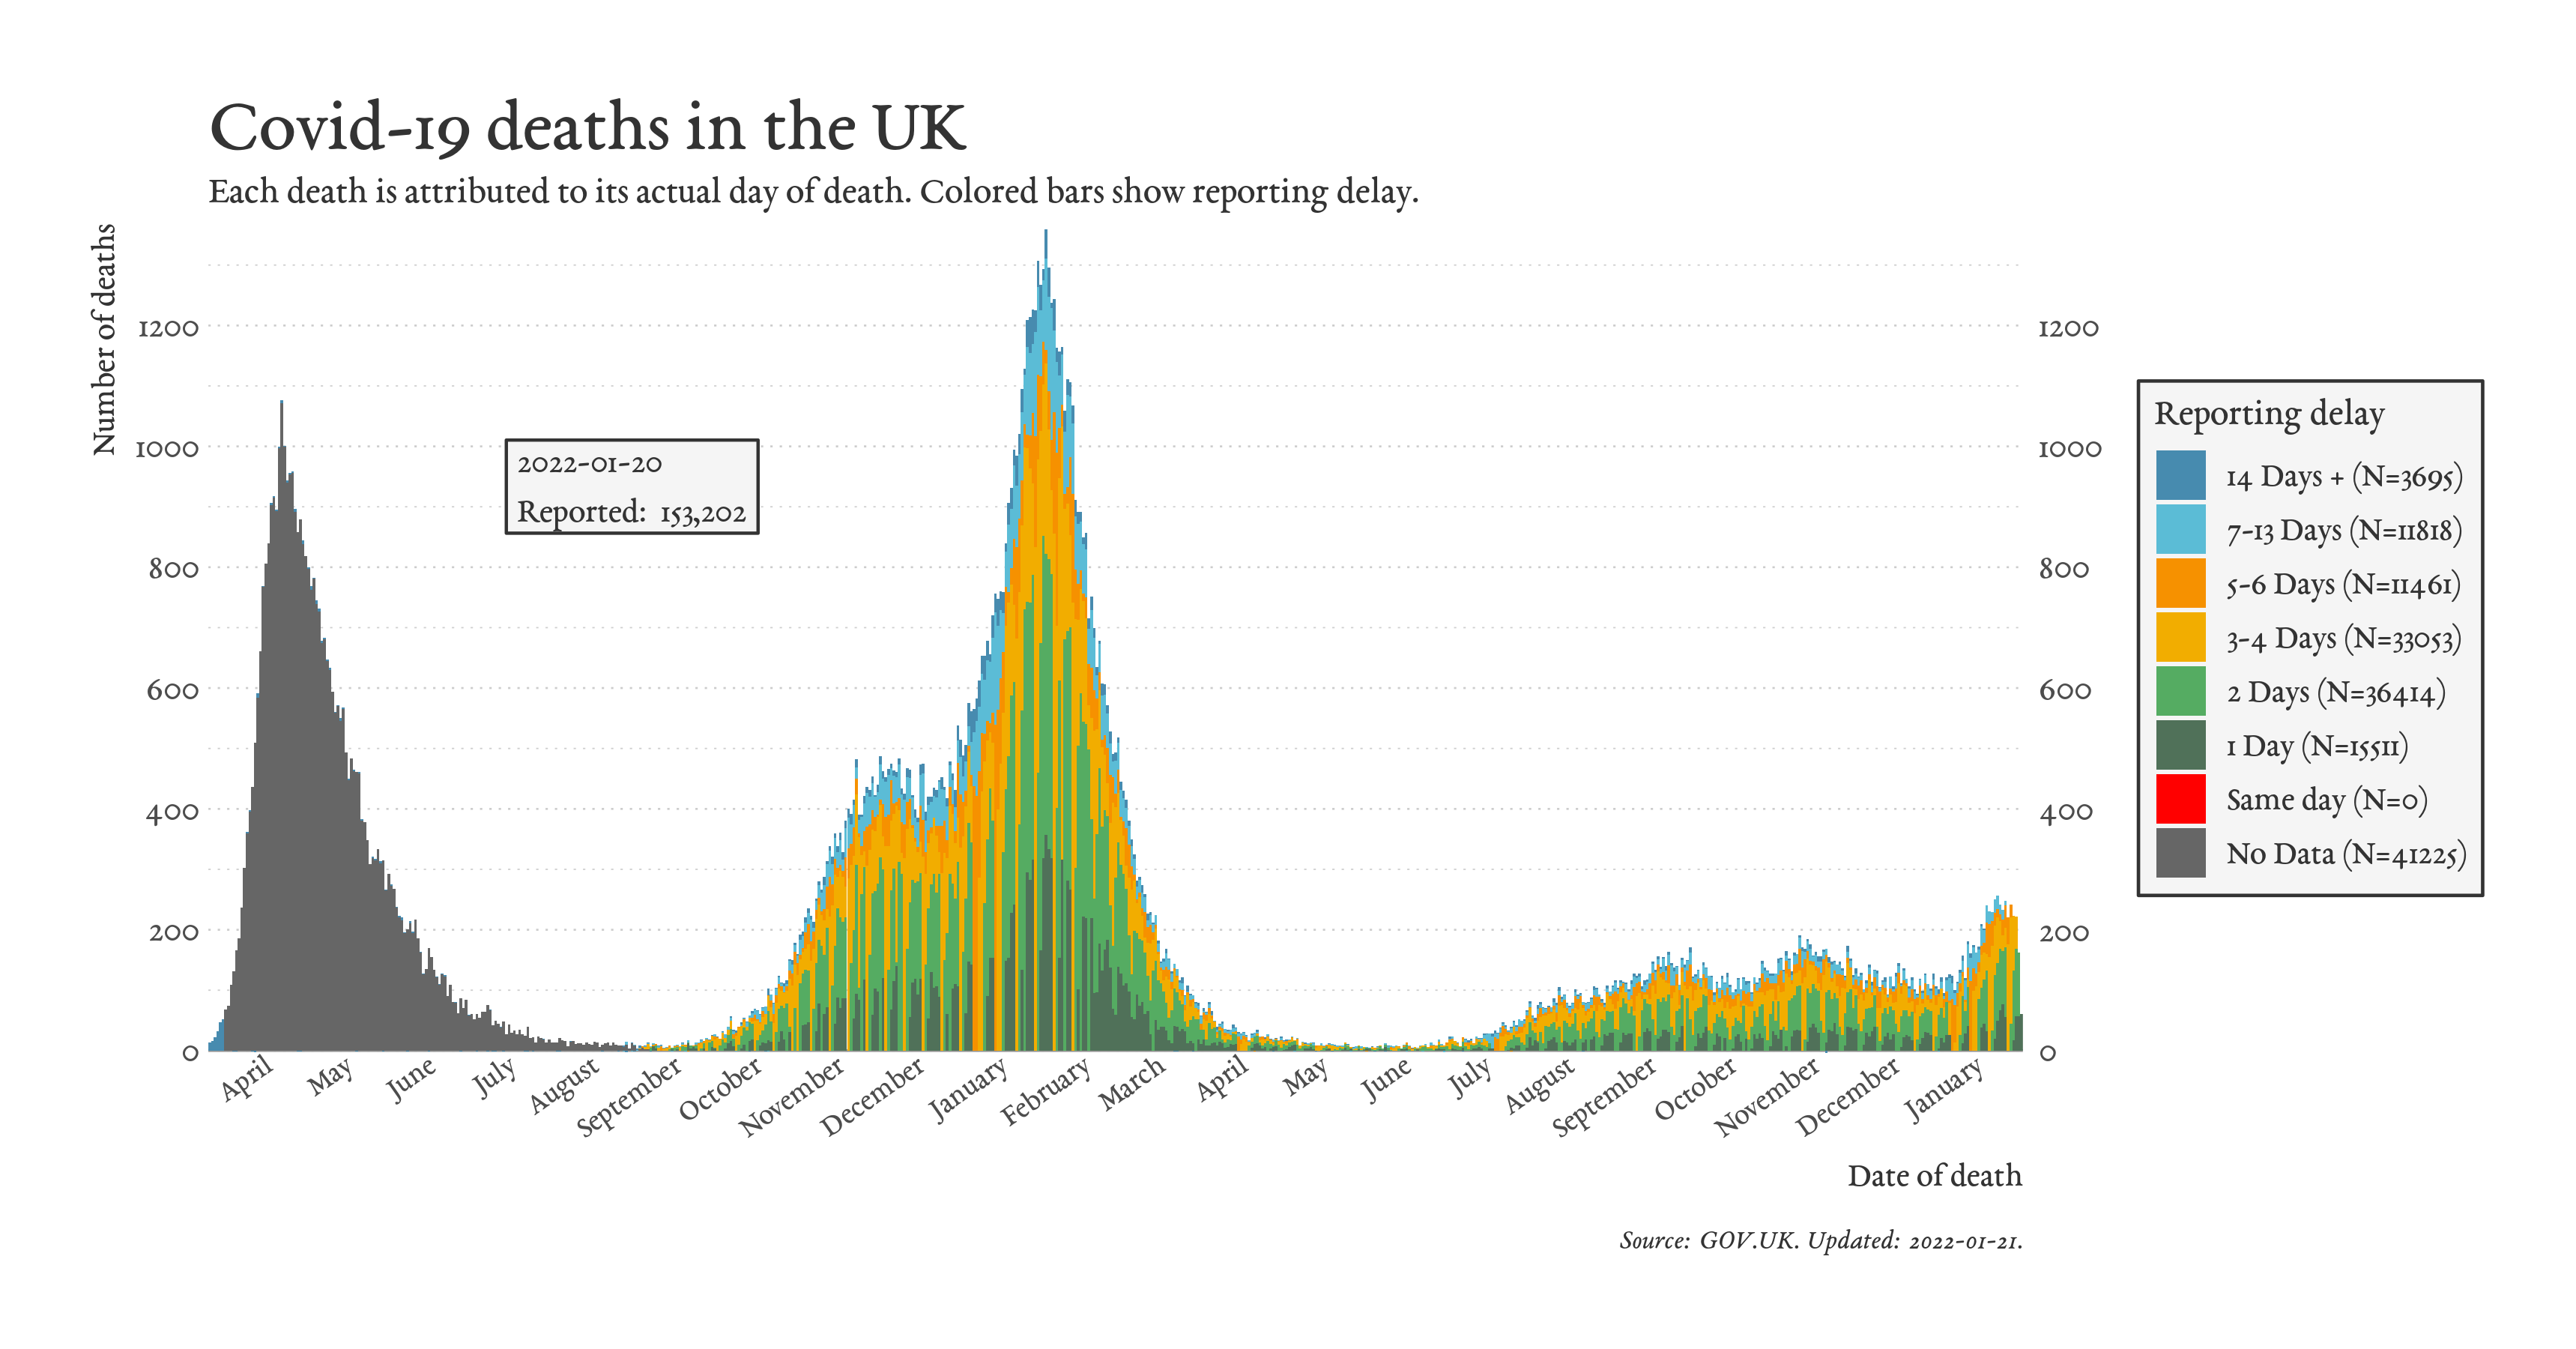 Covid-19 deaths in the UK
Each death is attributed to its actual day of death. Colored bars show reporting delay.
Number of deaths
1200
1000
800
600
400
200
0
2022-01-20
Reported: 153,202
1200
1000
800
600
400
200
0
Reporting delay
14 Days + (N=3695)
7-13 Days (N=11818)
5-6 Days (N=11461)
3-4 Days (N=33053)
2 Days (N=36414)
1 Day (N=15511)
Same day (N=0)
No Data (N=41225)
April
May
June
July
August
September
October
November
December
January
February
March
April
May
June
July
August
September
October
November
December
January
Date of death
Source: GOV.UK. Updated: 2022-01-21.